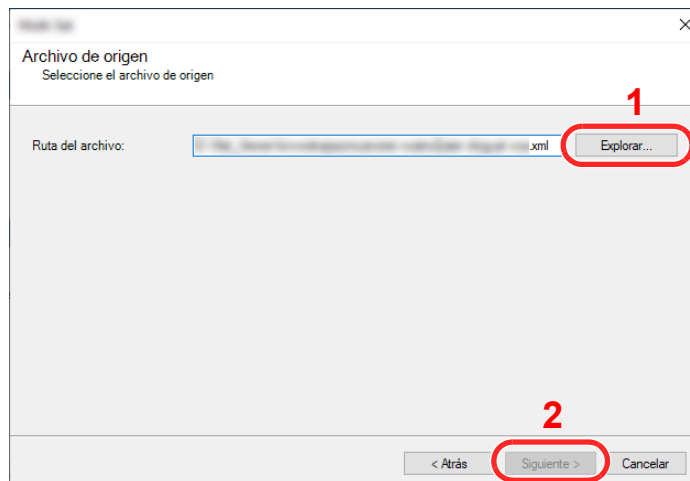 Archivo de origen
Seleccione el archivo de origen
1
Ruta del archivo: .xml Explorar...
2
< Atrás Siguiente > Cancelar